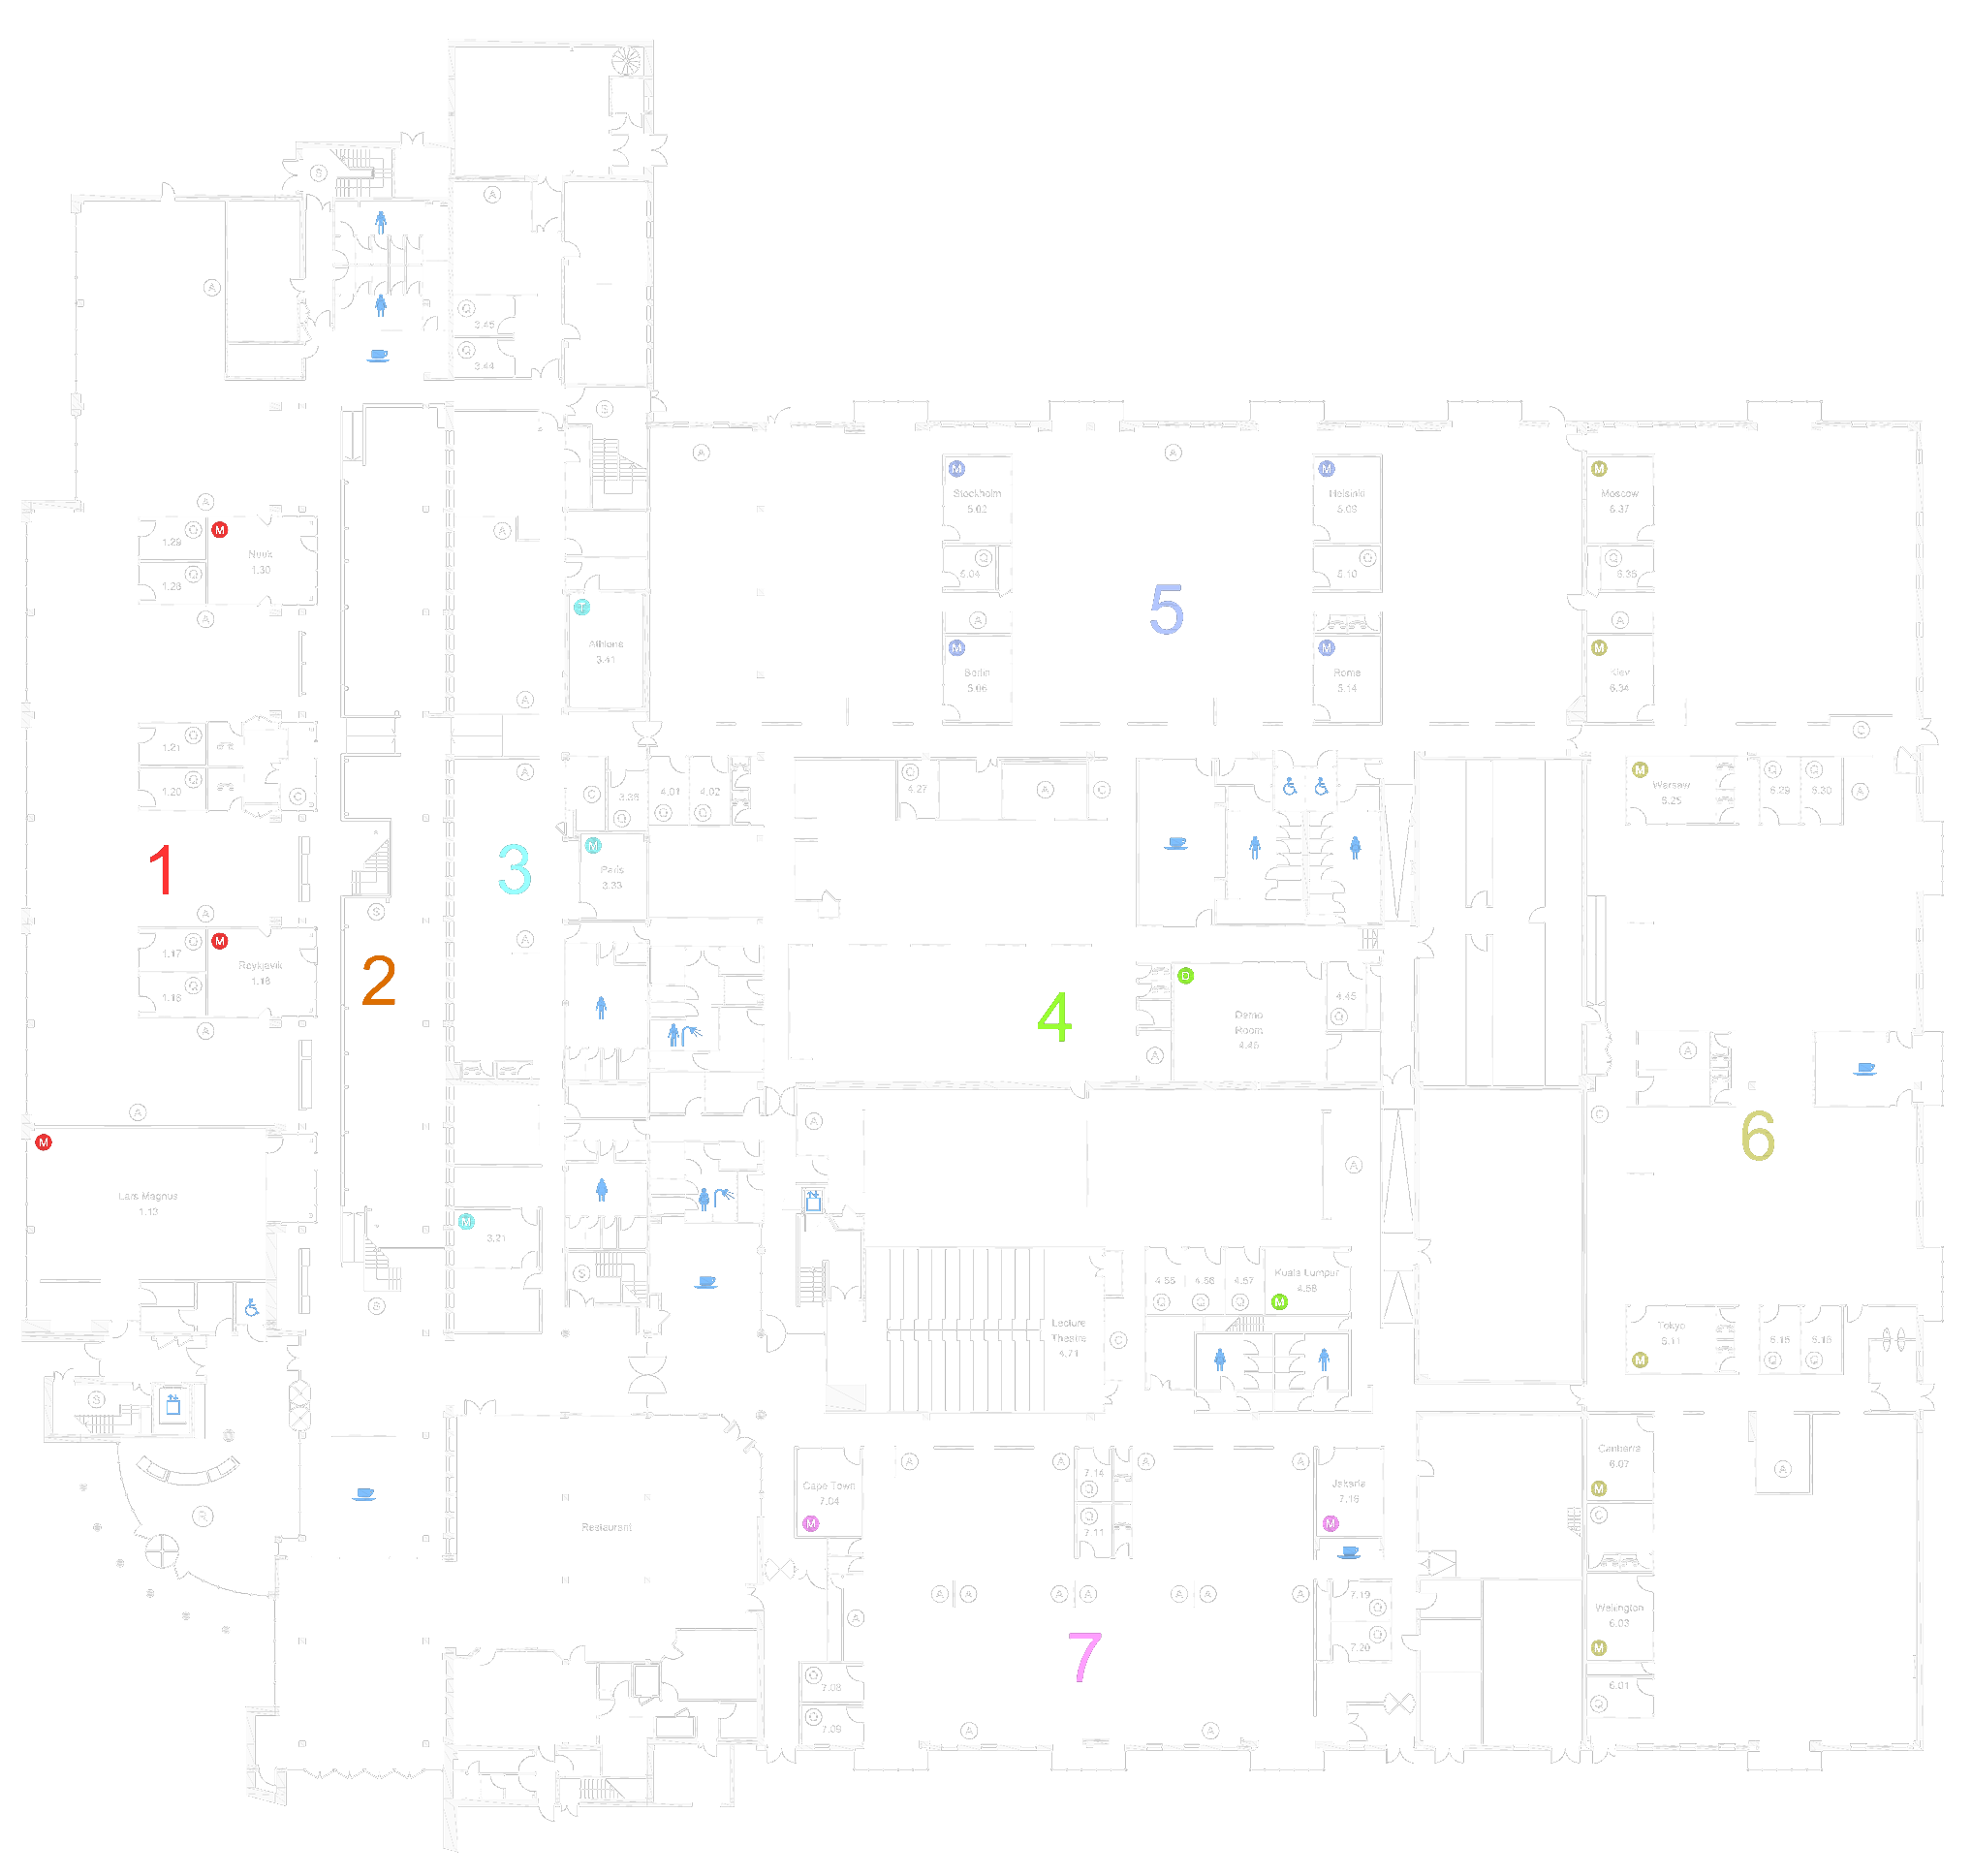 S
A
A
Q
3.45
Q
3.44
S
A
A
M
Stockholm
5.02
M
Helsinki
5.09
M
Moscow
6.37
A
Q
1.29
M
Nuuk
1.30
A
Q
1.28
Q
5.04
Q
5.10
Q
6.35
A
T
Athens
3.41
5
A
A
M
Berlin
5.06
M
Rome
5.14
M
Kiev
6.34
A
Q
1.21
Q
1.20
C
A
C
3.38
Q
4.01
Q
4.02
Q
Q
4.27
A
C
M
Warsaw
6.25
Q
6.29
Q
6.30
A
1
3
M
Paris
3.33
A
S
A
Q
1.17
M
Reykjavik
1.18
Q
1.16
A
2
4
O
Demo
Room
4.46
4.45
Q
A
A
C
6
A
M
Lars Magnus
1.13
A
A
M
3.21
S
S
4.55
Q
4.56
Q
4.57
Q
Kuala Lumpur
4.58
M
Lecture
Theatre
4.71
C
Tokyo
6.11
M
6.15
Q
6.16
Q
S
R
Restaurant
Cape Town
7.04
M
A
A
7.14
Q
Q
7.11
A
A
Jakarta
7.16
M
Canberra
6.07
M
C
A
A
A
A
A
A
A
A
A
7.19
Q
Q
7.20
Wellington
6.03
M
6.01
Q
7
Q
7.08
Q
7.09
A
A